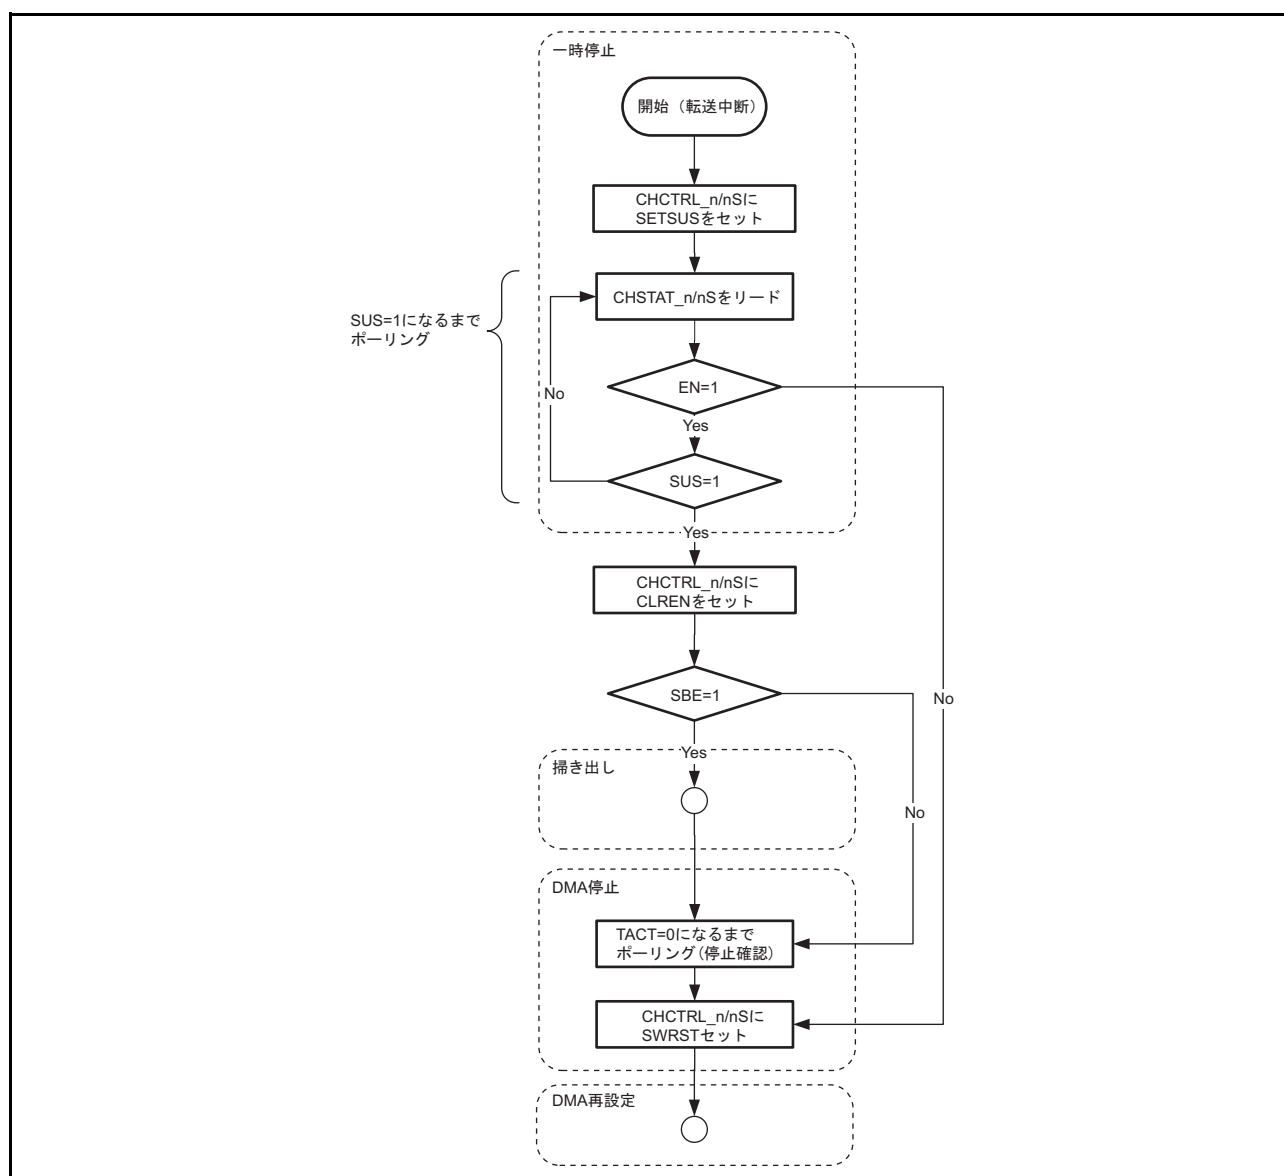 一時停止
開始（転送中断）
CHCTRL_n/nSに
SETSUSをセット
CHSTAT_n/nSをリード
SUS=1になるまで
ポーリング
EN=1
No
Yes
SUS=1
Yes
CHCTRL_n/nSに
CLRENをセット
SBE=1
No
Yes
掃き出し
No
DMA停止
TACT=0になるまで
ポーリング（停止確認）
CHCTRL_n/nSに
SWRSTセット
DMA再設定